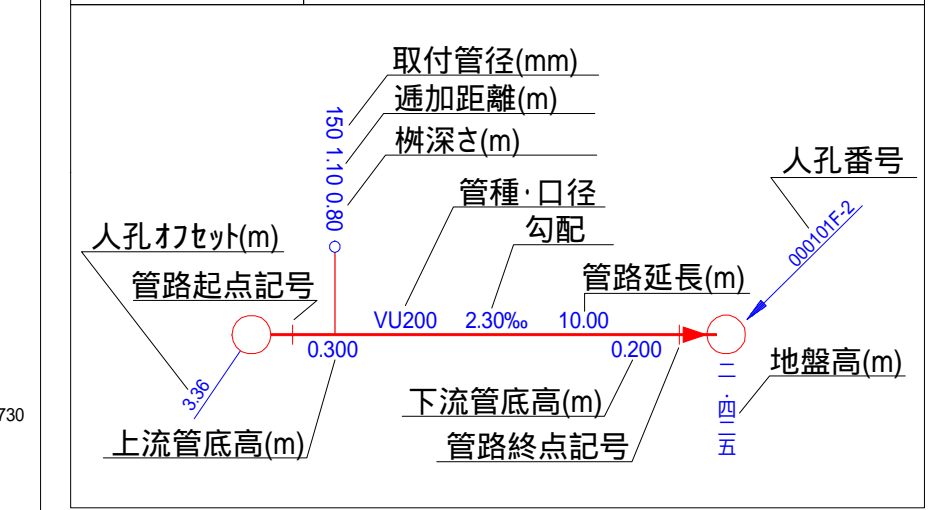 取付管径(mm)
逓加距離(m)
桝深さ(m)
150 1.10 0.80
管種・口径
勾配
人孔番号
000101F-2
人孔オフセット(m)
管路起点記号
管路延長(m)
VU200 2.30‰ 10.00
0.300 0.200
地盤高(m)
二・四二五
3.36
下流管底高(m)
上流管底高(m)
管路終点記号
730